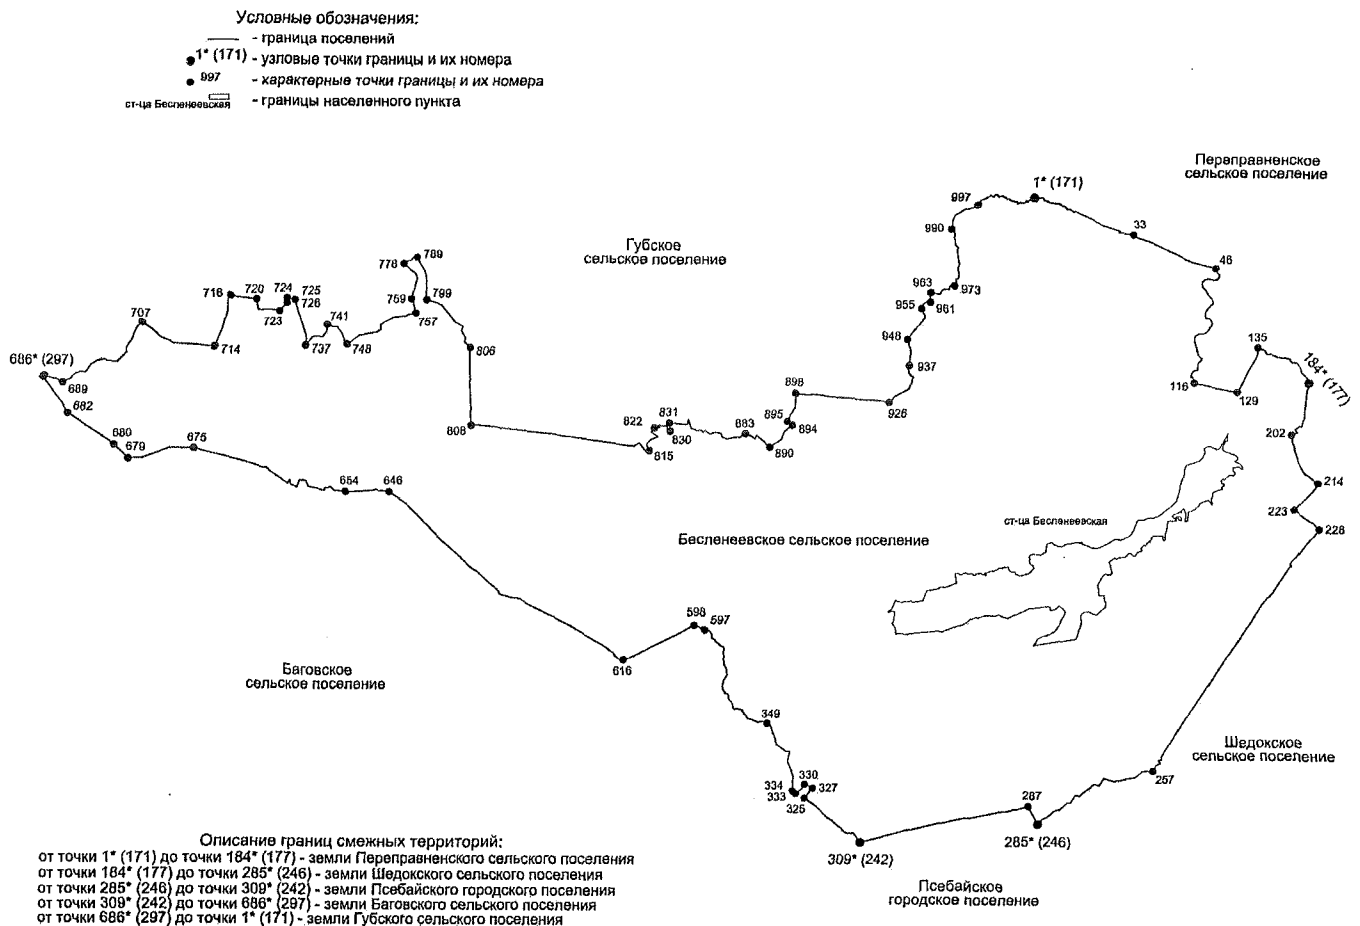 Условные обозначения:
- граница поселений
1* (171) - узловые точки границы и их номера
997 - характерные точки границы и их номера
ст-ца Бесленеевская - границы населенного пункта
Переправненское
сельское поселение
1* (171)
997
990
33
46
Губское
сельское поселение
789
778
963
973
955
961
716
720
724
725
726
723
759
799
757
707
741
714
737
748
806
948
937
135
184* (177)
686* (297)
689
682
116
129
898
926
895
894
822
831
830
883
890
815
808
202
680
679
675
654
646
214
223
228
ст-ца Бесленеевская
Бесленеевское сельское поселение
598
597
616
Баговское
сельское поселение
349
Шедокское
сельское поселение
257
334
330
333
327
325
287
285* (246)
309* (242)
Псебайское
городское поселение
Описание границ смежных территорий:
от точки 1* (171) до точки 184* (177) - земли Переправненского сельского поселения
от точки 184* (177) до точки 285* (246) - земли Шедокского сельского поселения
от точки 285* (246) до точки 309* (242) - земли Псебайского городского поселения
от точки 309* (242) до точки 686* (297) - земли Баговского сельского поселения
от точки 686* (297) до точки 1* (171) - земли Губского сельского поселения